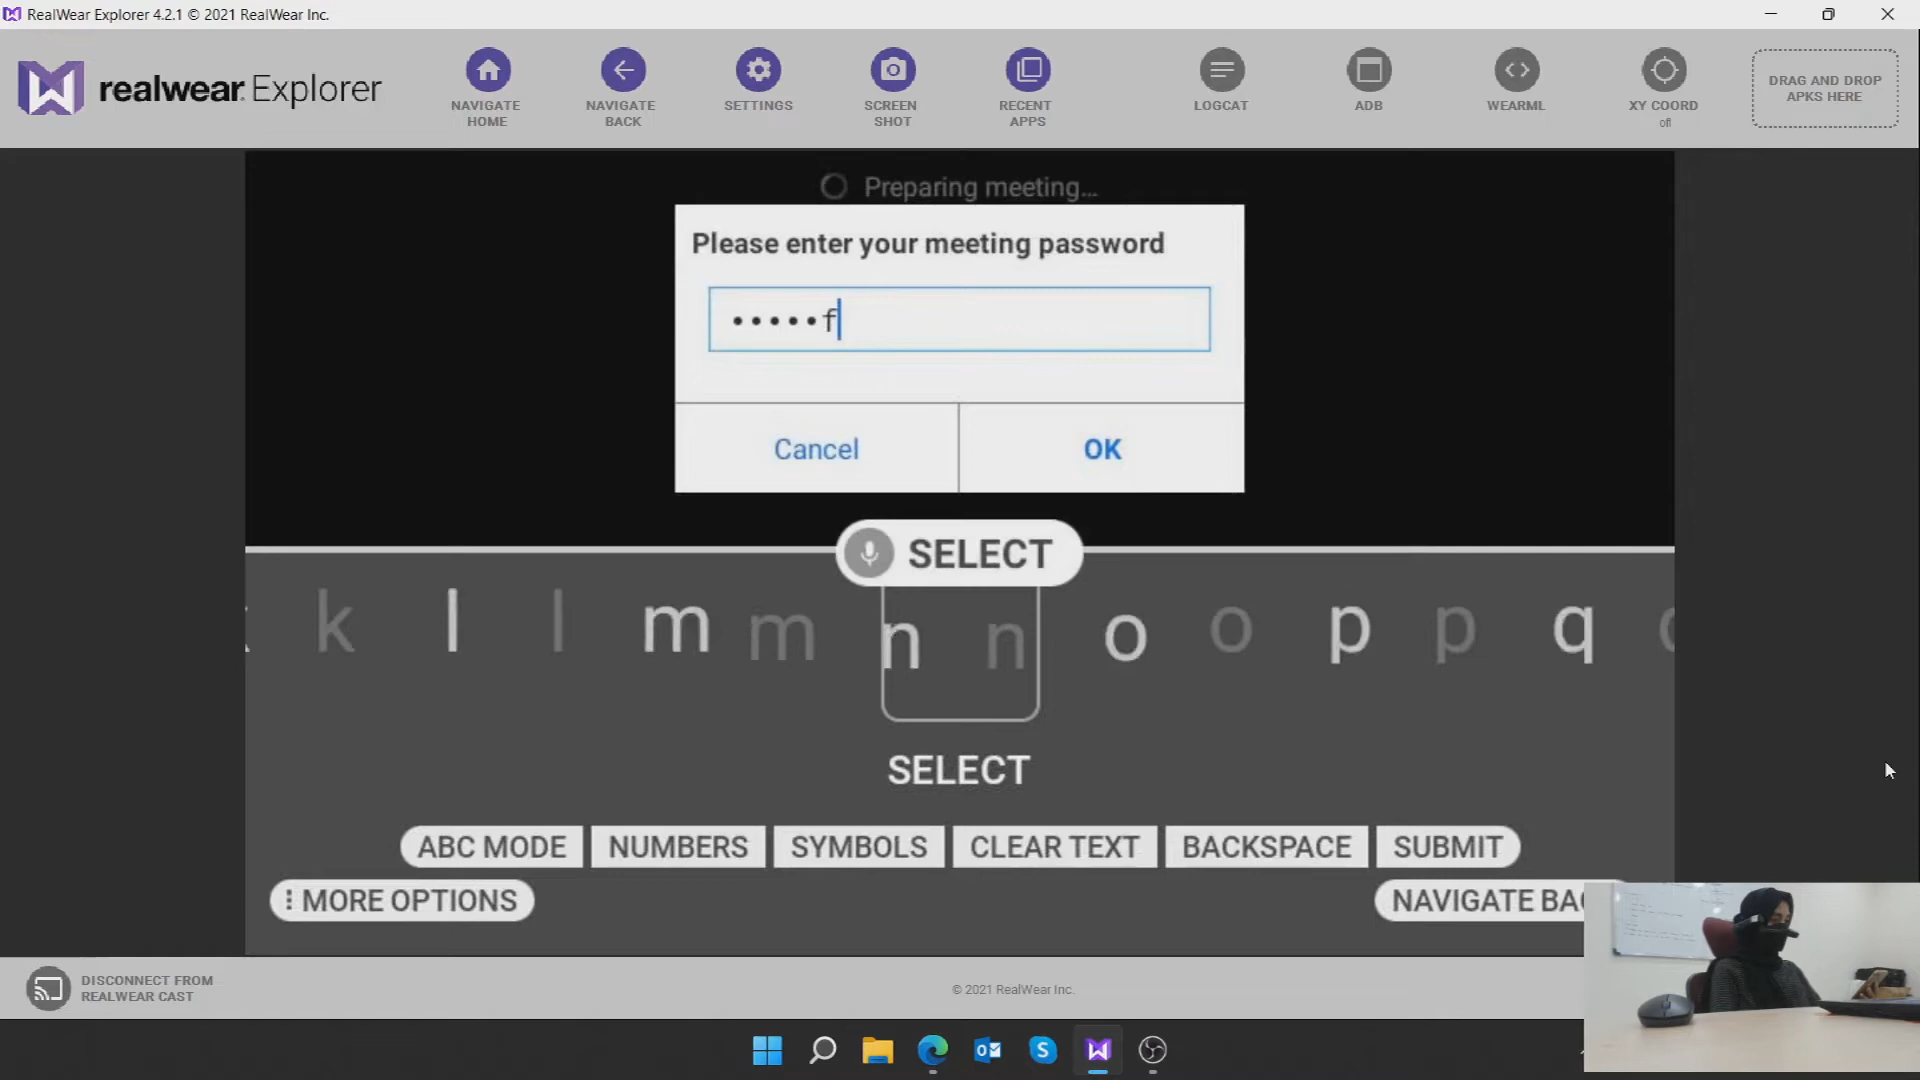 RealWear Explorer 4.2.1 © 2021 RealWear Inc.
realwear Explorer
NAVIGATE HOME
NAVIGATE BACK
SETTINGS
SCREEN SHOT
RECENT APPS
LOGCAT
ADB
WEARML
XY COORD
off
DRAG AND DROP
APKS HERE
Preparing meeting...
Please enter your meeting password
•••••f
Cancel
OK
SELECT
k l l m m n n o o p p q
SELECT
ABC MODE
NUMBERS
SYMBOLS
CLEAR TEXT
BACKSPACE
SUBMIT
MORE OPTIONS
NAVIGATE BAC
DISCONNECT FROM
REALWEAR CAST
© 2021 RealWear Inc.